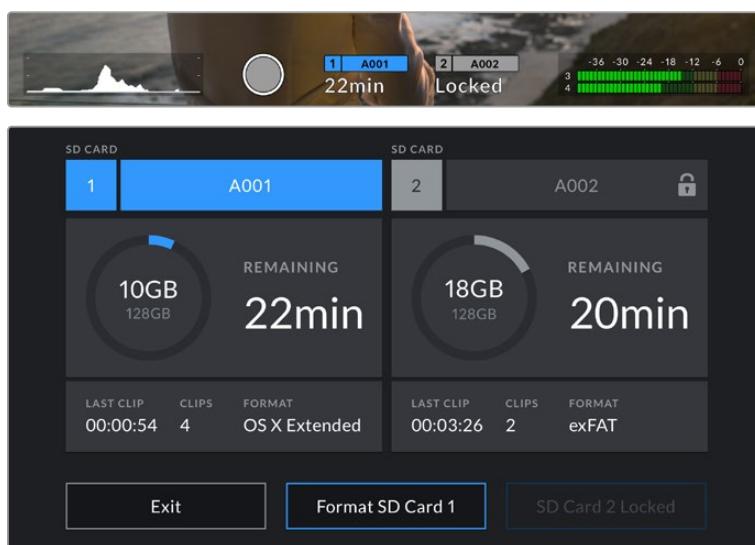 1 A001 2 A002 -36 -30 -24 -18 -12 -6 0
22min Locked 3
4
SD CARD SD CARD
1 A001 2 A002
10GB REMAINING 18GB REMAINING
128GB 22min 128GB 20min
LAST CLIP CLIPS FORMAT LAST CLIP CLIPS FORMAT
00:00:54 4 OS X Extended 00:03:26 2 exFAT
Exit Format SD Card 1 SD Card 2 Locked